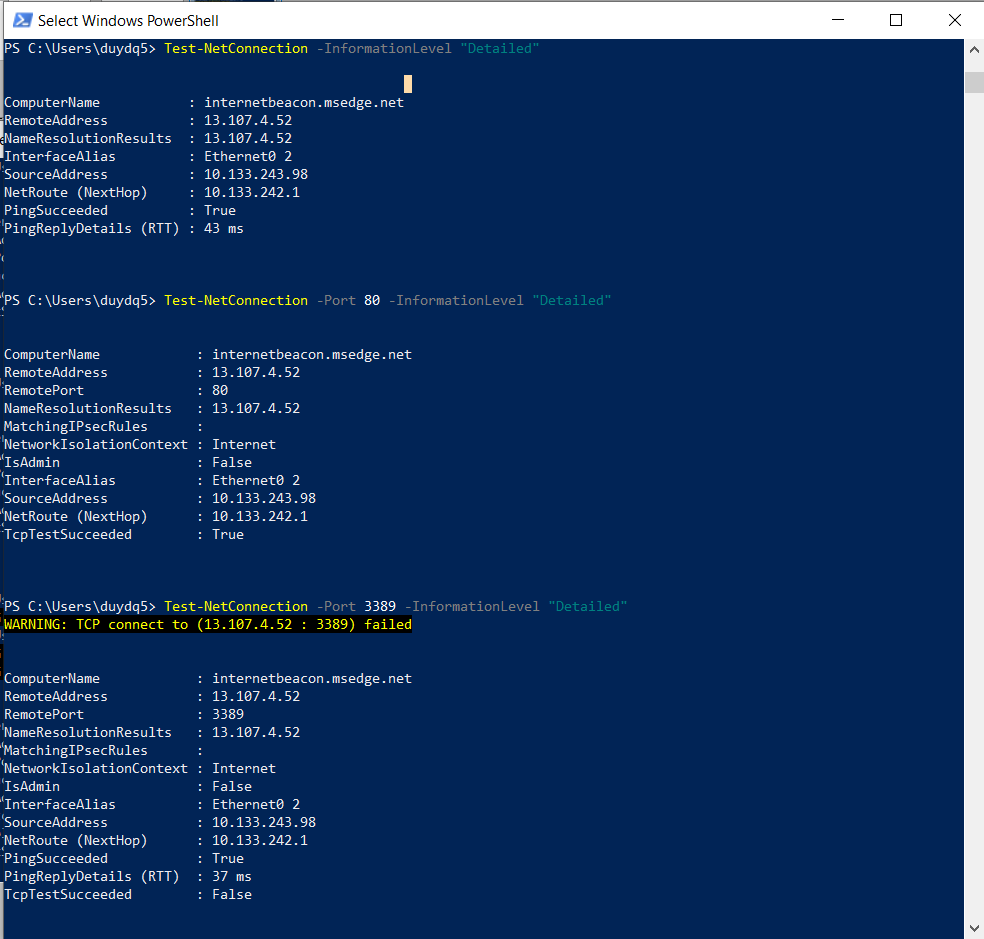 Select Windows PowerShell
PS C:\Users\duydq5> Test-NetConnection -InformationLevel "Detailed"
ComputerName           : internetbeacon.msedge.net
RemoteAddress          : 13.107.4.52
NameResolutionResults  : 13.107.4.52
InterfaceAlias         : Ethernet0 2
SourceAddress          : 10.133.243.98
NetRoute (NextHop)     : 10.133.242.1
PingSucceeded          : True
PingReplyDetails (RTT) : 43 ms
PS C:\Users\duydq5> Test-NetConnection -Port 80 -InformationLevel "Detailed"
ComputerName            : internetbeacon.msedge.net
RemoteAddress           : 13.107.4.52
RemotePort              : 80
NameResolutionResults   : 13.107.4.52
MatchingIPsecRules      :
NetworkIsolationContext : Internet
IsAdmin                 : False
InterfaceAlias          : Ethernet0 2
SourceAddress           : 10.133.243.98
NetRoute (NextHop)      : 10.133.242.1
TcpTestSucceeded        : True
PS C:\Users\duydq5> Test-NetConnection -Port 3389 -InformationLevel "Detailed"
WARNING: TCP connect to (13.107.4.52 : 3389) failed
ComputerName            : internetbeacon.msedge.net
RemoteAddress           : 13.107.4.52
RemotePort              : 3389
NameResolutionResults   : 13.107.4.52
MatchingIPsecRules      :
NetworkIsolationContext : Internet
IsAdmin                 : False
InterfaceAlias          : Ethernet0 2
SourceAddress           : 10.133.243.98
NetRoute (NextHop)      : 10.133.242.1
PingSucceeded           : True
PingReplyDetails (RTT)  : 37 ms
TcpTestSucceeded        : False